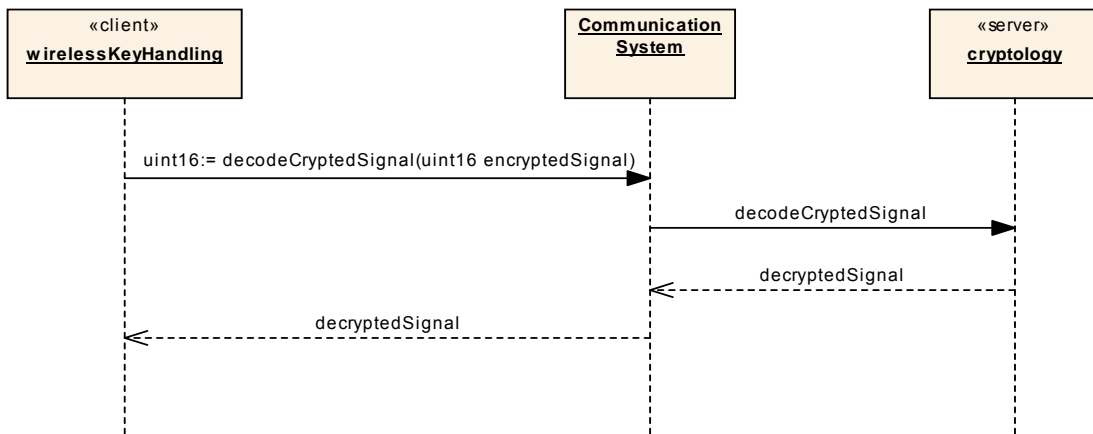 «client»
wirelessKeyHandling
Communication
System
«server»
cryptology
uint16:= decodeCryptedSignal(uint16 encryptedSignal)
decodeCryptedSignal
decryptedSignal
decryptedSignal